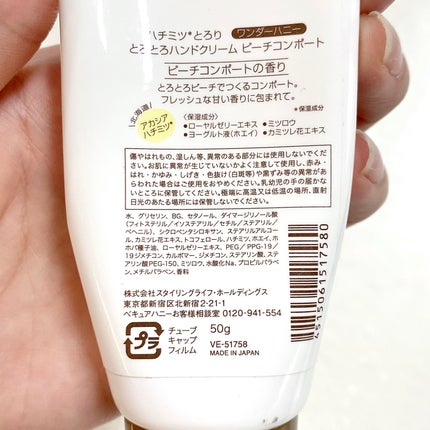 ハチミツ*とろり ワンダーハニー
とろとろハンドクリーム ピーチコンポート
ピーチコンポートの香り
とろとろピーチでつくるコンポート。
フレッシュな甘い香りに包まれて。
*保湿成分
北海道
アカシア
ハチミツ*
〈保湿成分〉
•ローヤルゼリーエキス •ミツロウ
•ヨーグルト液(ホエイ) •カミツレ花エキス
傷やはれもの、湿しん等、異常のある部分には使用しないでくださ
い。お肌に異常が生じていないかよく注意して使用し、赤み・
はれ・かゆみ・しげき・色抜け(白斑等)や黒ずみ等の異常があ
らわれた場合はご使用をおやめください。乳幼児の手の届かな
いところに保管してください。極端に高温又は低温の場所、直射
日光のあたる場所には保管しないでください。
水、グリセリン、BG、セタノール、ダイマージリノール酸
(フィトステリル/イソステアリル/セチル/ステアリル/
ベヘニル)、シクロペンタシロキサン、ステアリルアルコー
ル、カミツレ花エキス、トコフェロール、ハチミツ、ホエイ、ホ
ホバ種子油、ローヤルゼリーエキス、PEG/PPG-19/
19ジメチコン、カルボマー、ジメチコン、ステアリン酸、ステ
アリン酸PEG-150、ミツロウ、水酸化Na、プロピルパラベ
ン、メチルパラベン、香料
株式会社スタイリングライフ・ホールディングス
東京都新宿区北新宿2-21-1
ベキュアハニーお客様相談室 0120-941-554
プラ
チューブ
キャップ
フィルム
50g
VE-51758
MADE IN JAPAN
4515061517580